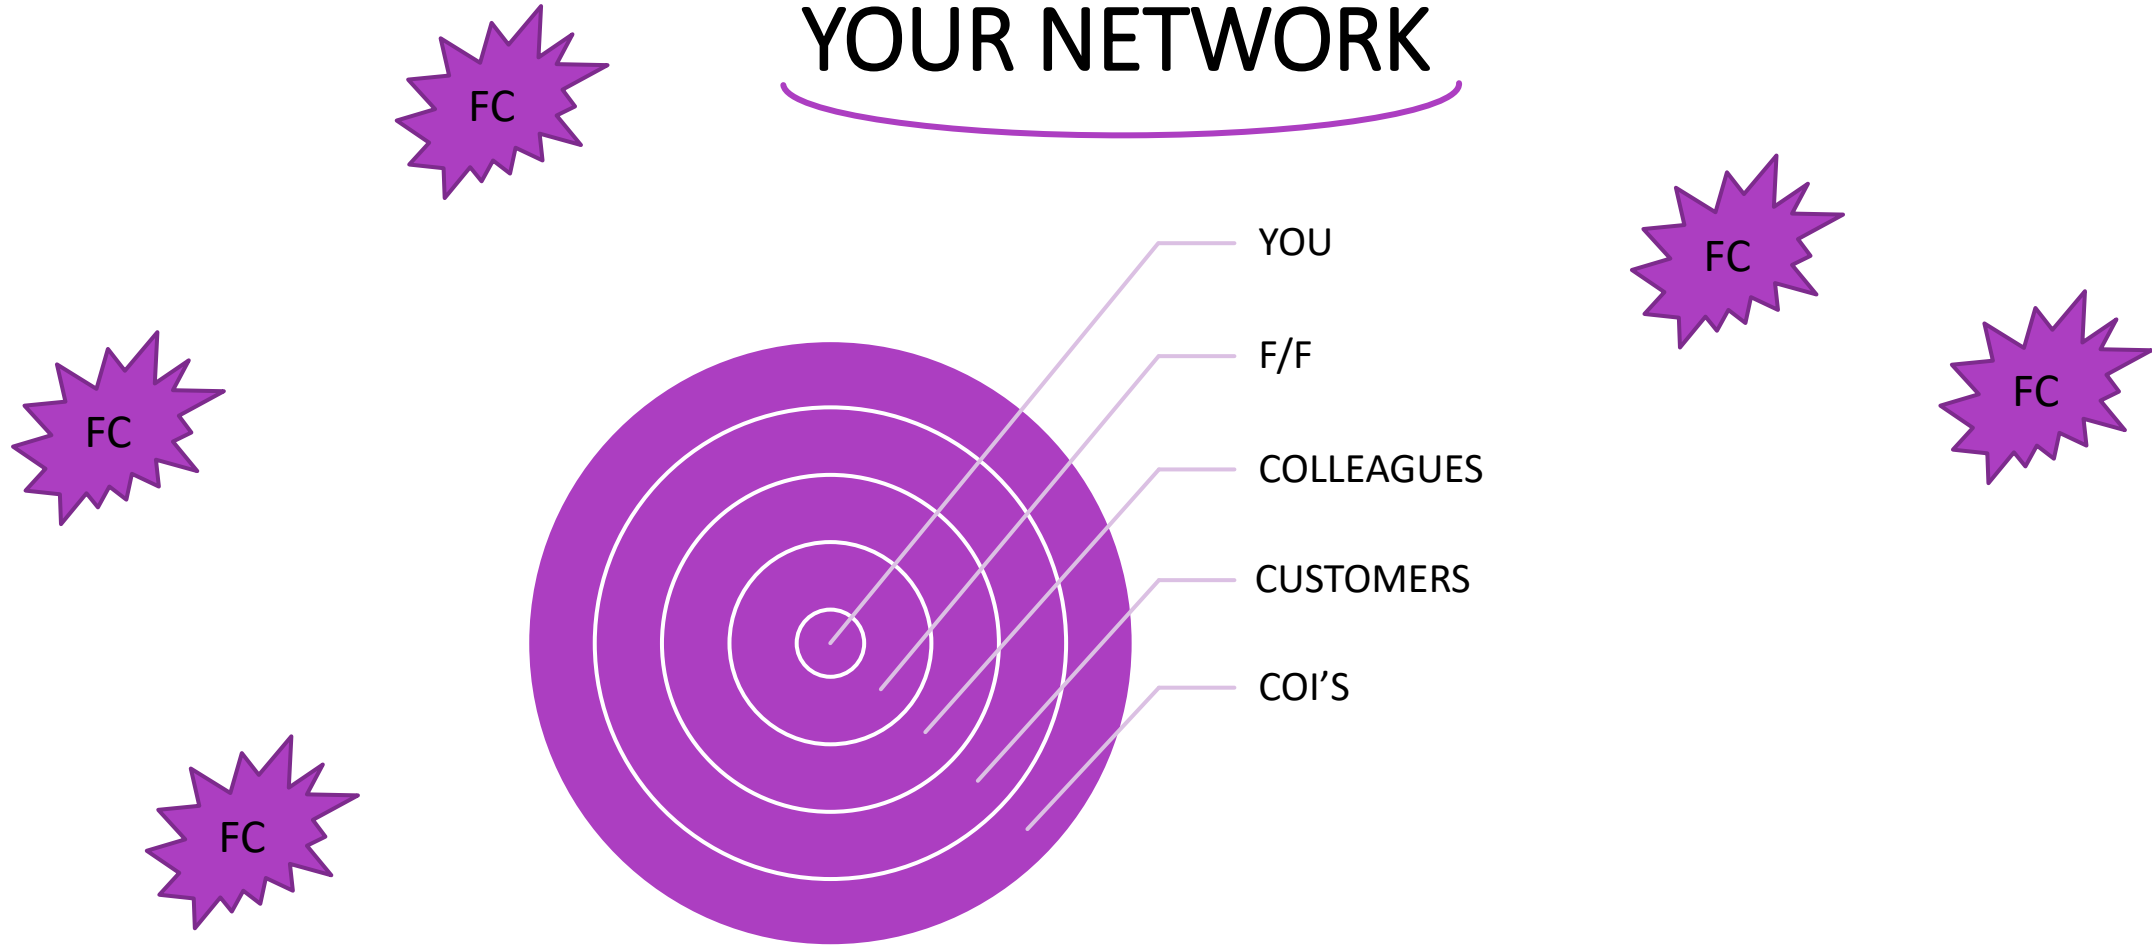 YOUR NETWORK
FC
FC
YOU
F/F
FC
FC
COLLEAGUES
CUSTOMERS
COI’S
FC